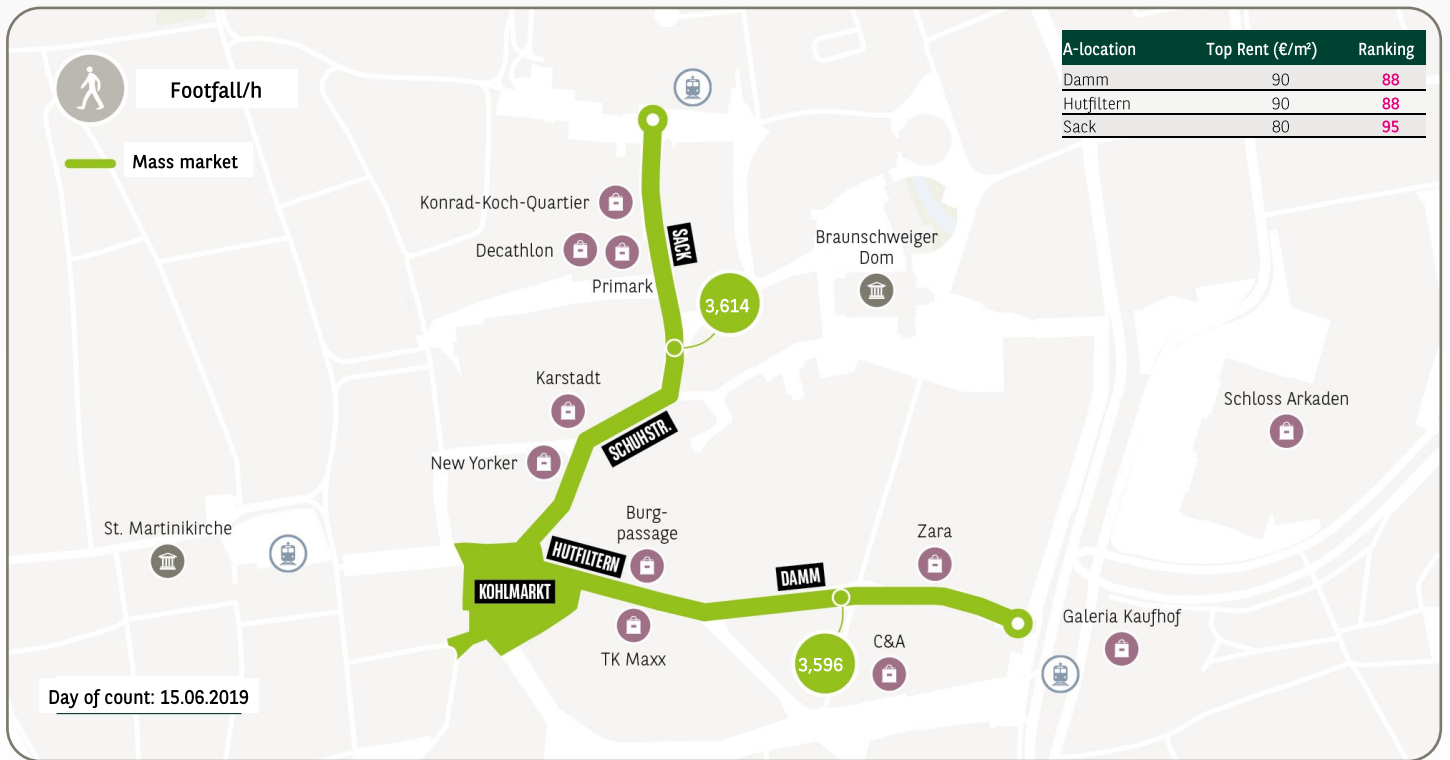 Footfall/h
Mass market
A-location Top Rent (€/m²) Ranking
Damm 90 88
Hutfiltern 90 88
Sack 80 95
Konrad-Koch-Quartier
Decathlon
Primark
SACK
3,614
Braunschweiger
Dom
Karstadt
SCHUHSTR.
New Yorker
Schloss Arkaden
St. Martinikirche
Burg-
passage
HUTFILTERN
KOHLMARKT
TK Maxx
DAMM
Zara
3,596
C&A
Galeria Kaufhof
Day of count: 15.06.2019